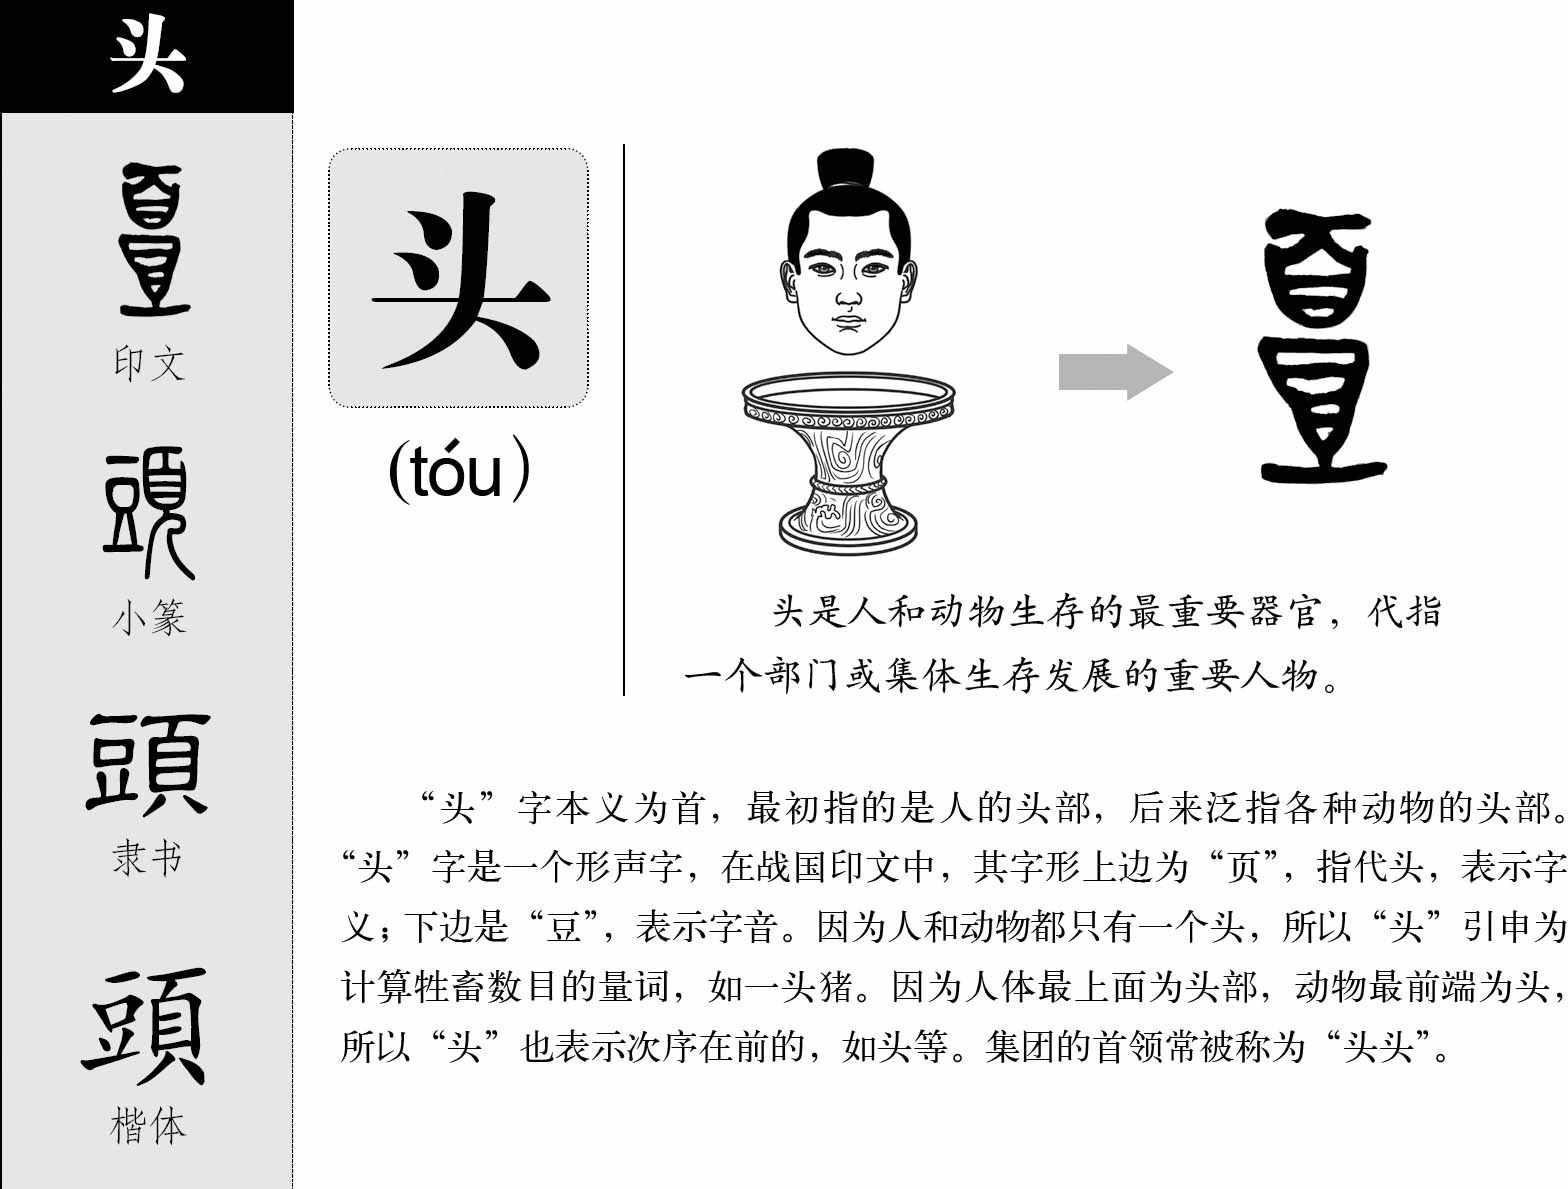 头
印文
小篆
頭
隶书
頭
楷体
头
(tóu)
头是人和动物生存的最重要器官，代指
一个部门或集体生存发展的重要人物。
“头”字本义为首，最初指的是人的头部，后来泛指各种动物的头部。
“头”字是一个形声字，在战国印文中，其字形上边为“页”，指代头，表示字
义；下边是“豆”，表示字音。因为人和动物都只有一个头，所以“头”引申为
计算牲畜数目的量词，如一头猪。因为人体最上面为头部，动物最前端为头，
所以“头”也表示次序在前的，如头等。集团的首领常被称为“头头”。